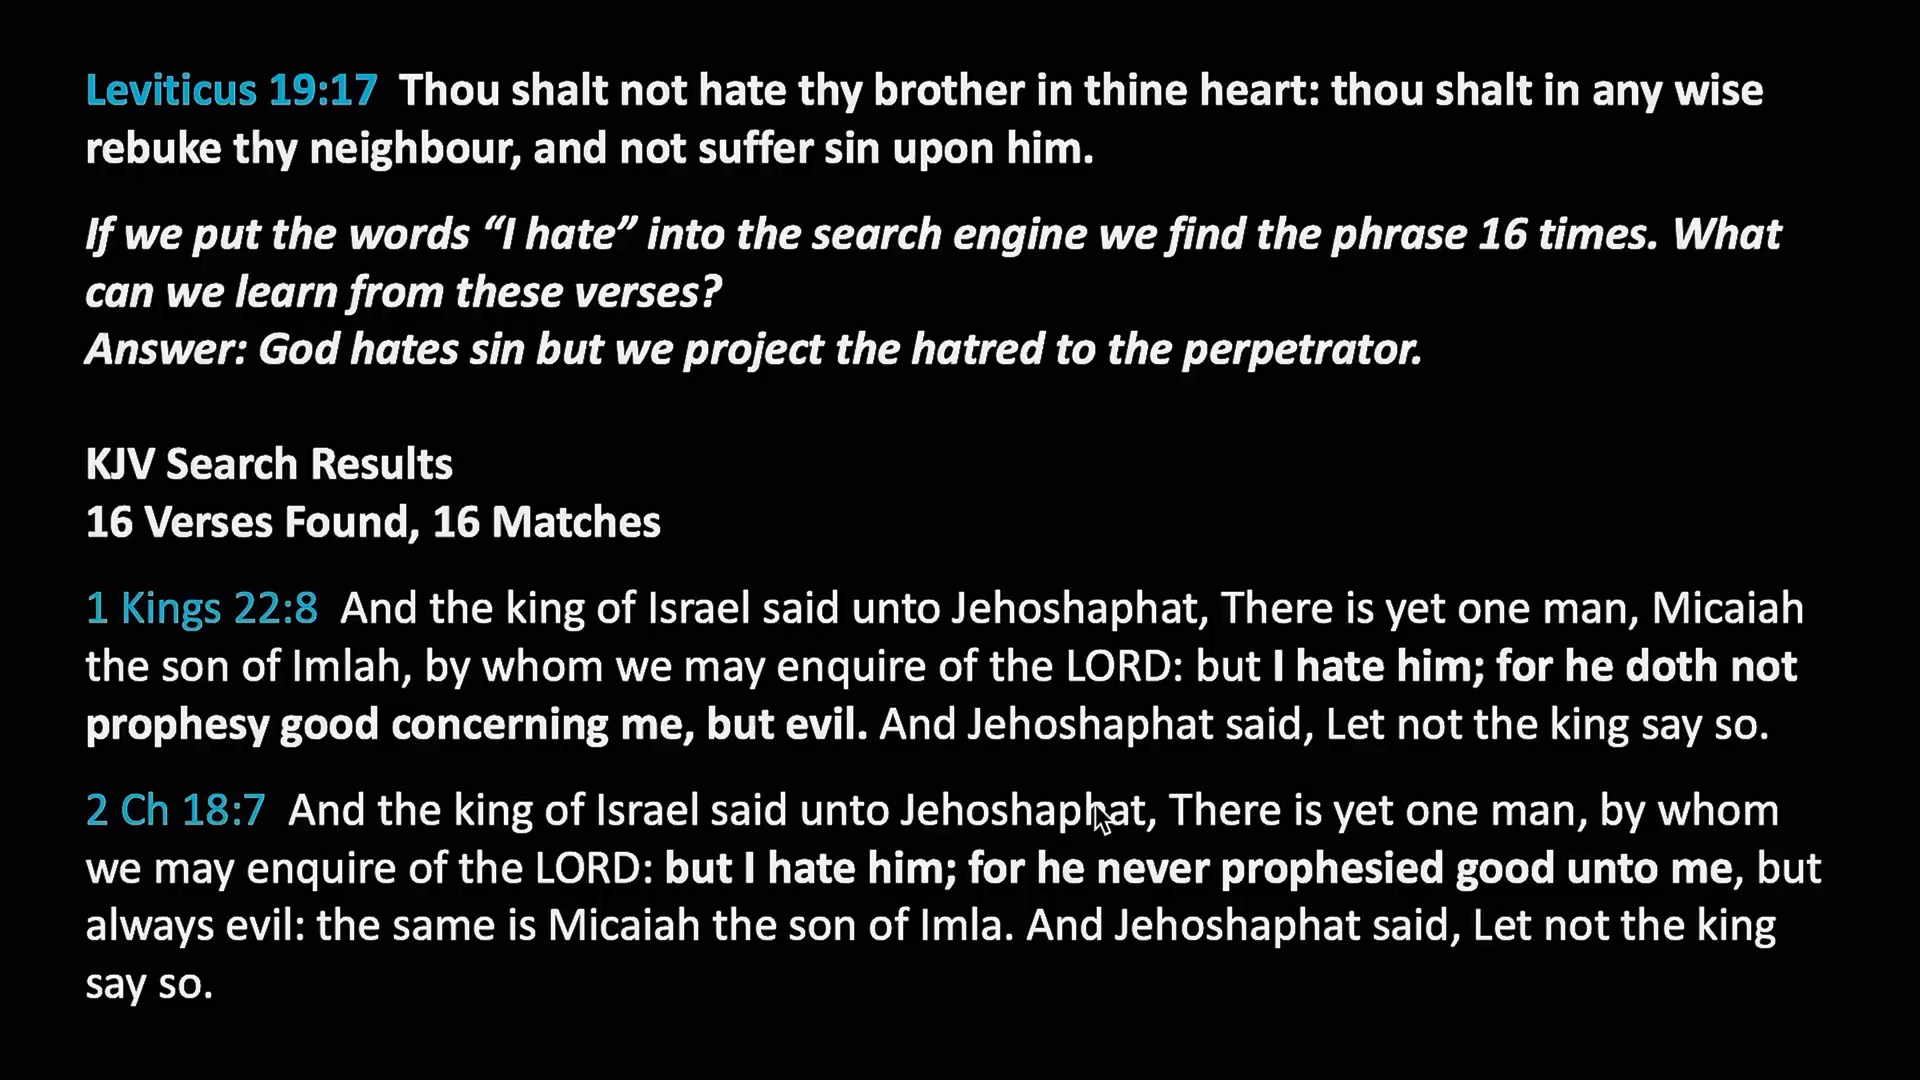 Leviticus 19:17 Thou shalt not hate thy brother in thine heart: thou shalt in any wise
rebuke thy neighbour, and not suffer sin upon him.
If we put the words “I hate” into the search engine we find the phrase 16 times. What
can we learn from these verses?
Answer: God hates sin but we project the hatred to the perpetrator.
KJV Search Results
16 Verses Found, 16 Matches
1 Kings 22:8 And the king of Israel said unto Jehoshaphat, There is yet one man, Micaiah
the son of Imlah, by whom we may enquire of the LORD: but I hate him; for he doth not
prophesy good concerning me, but evil. And Jehoshaphat said, Let not the king say so.
2 Ch 18:7 And the king of Israel said unto Jehoshaphat, There is yet one man, by whom
we may enquire of the LORD: but I hate him; for he never prophesied good unto me, but
always evil: the same is Micaiah the son of Imla. And Jehoshaphat said, Let not the king
say so.